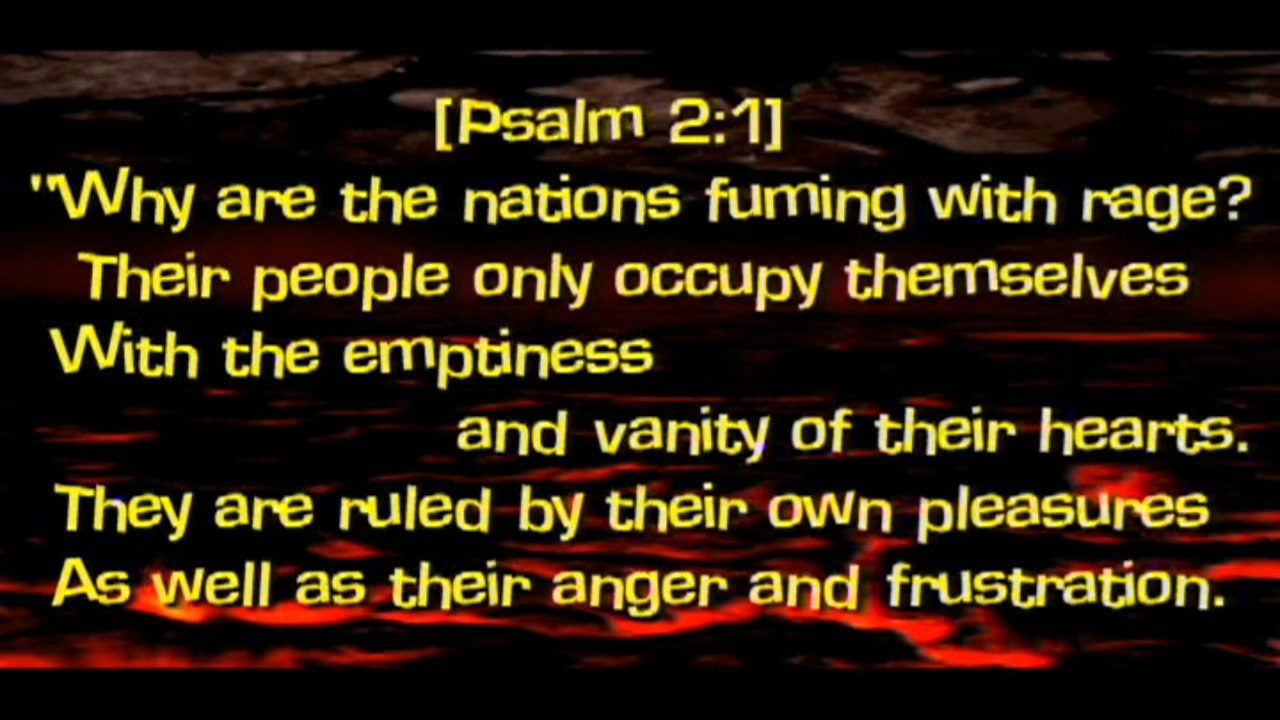 [Psalm 2:1]
"Why are the nations fuming with rage?
Their people only occupy themselves
With the emptiness
and vanity of their hearts.
They are ruled by their own pleasures
As well as their anger and frustration.